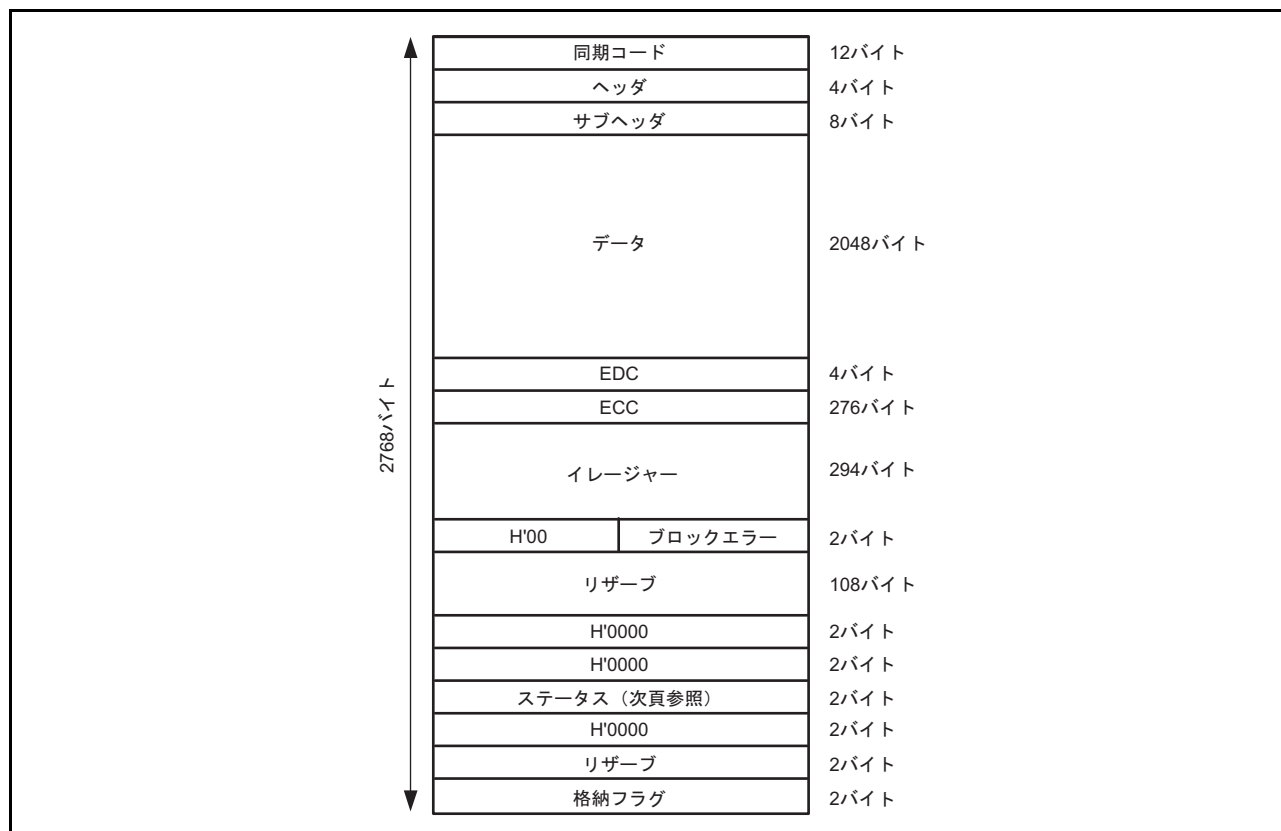 同期コード 12バイト
ヘッダ 4バイト
サブヘッダ 8バイト
データ 2048バイト
EDC 4バイト
ECC 276バイト
2768バイト
イレージャー 294バイト
H'00 ブロックエラー 2バイト
リザーブ 108バイト
H'0000 2バイト
H'0000 2バイト
ステータス（次頁参照） 2バイト
H'0000 2バイト
リザーブ 2バイト
格納フラグ 2バイト